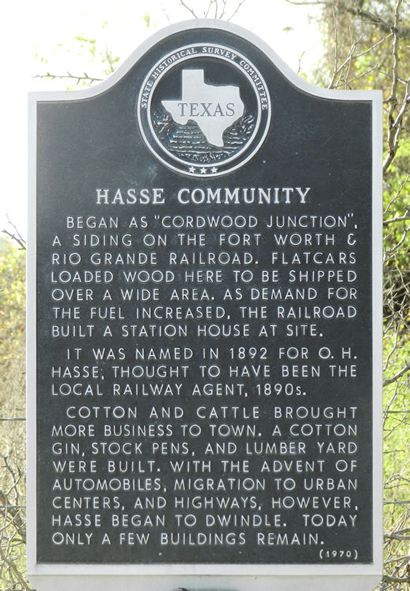 STATE HISTORICAL SURVEY COMMITTEE
TEXAS
HASSE COMMUNITY
BEGAN AS "CORDWOOD JUNCTION",
A SIDING ON THE FORT WORTH &
RIO GRANDE RAILROAD. FLATCARS
LOADED WOOD HERE TO BE SHIPPED
OVER A WIDE AREA. AS DEMAND FOR
THE FUEL INCREASED, THE RAILROAD
BUILT A STATION HOUSE AT SITE.
IT WAS NAMED IN 1892 FOR O. H.
HASSE, THOUGHT TO HAVE BEEN THE
LOCAL RAILWAY AGENT, 1890s.
COTTON AND CATTLE BROUGHT
MORE BUSINESS TO TOWN. A COTTON
GIN, STOCK PENS, AND LUMBER YARD
WERE BUILT. WITH THE ADVENT OF
AUTOMOBILES, MIGRATION TO URBAN
CENTERS, AND HIGHWAYS, HOWEVER,
HASSE BEGAN TO DWINDLE. TODAY
ONLY A FEW BUILDINGS REMAIN.
(1970)